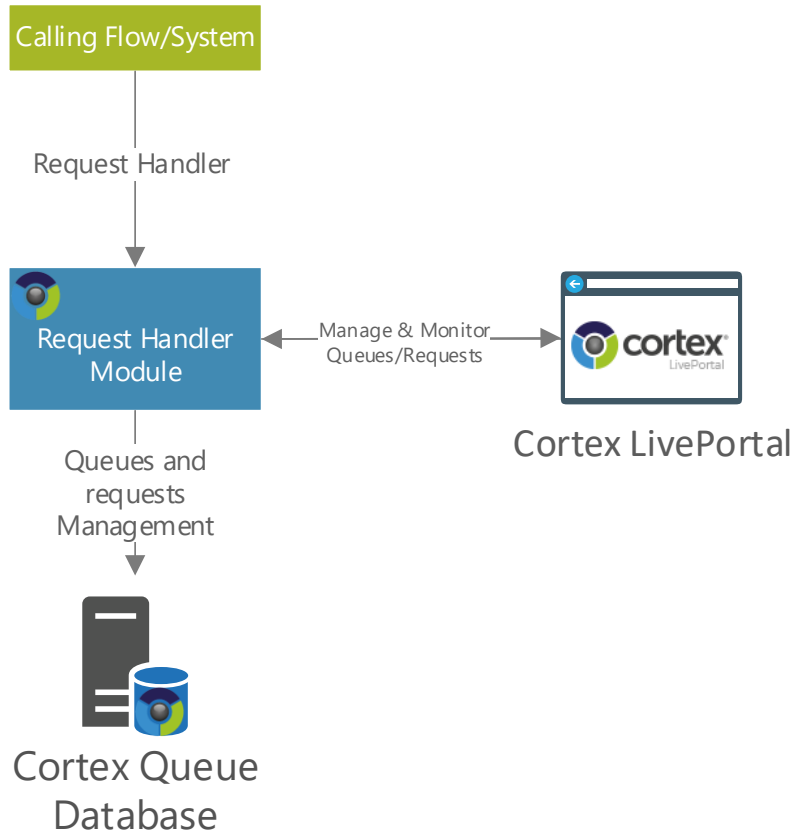 Calling Flow/System
Request Handler
Request Handler
Module
Manage & Monitor
Queues/Requests
cortex®
LivePortal
Cortex LivePortal
Queues and
requests
Management
Cortex Queue
Database